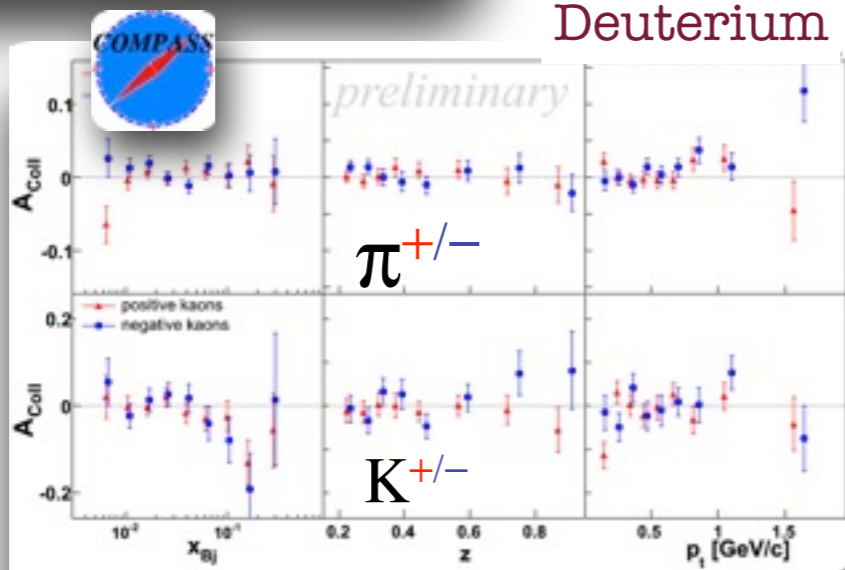 Deuterium
COMPASS
preliminary
A_Coll
0.1
0
-0.1
π+/−
positive kaons
negative kaons
A_Coll
0.2
0
-0.2
K+/−
10⁻² 10⁻¹
x_Bj
0.2 0.4 0.6 0.8
z
0.5 1 1.5
p_t [GeV/c]